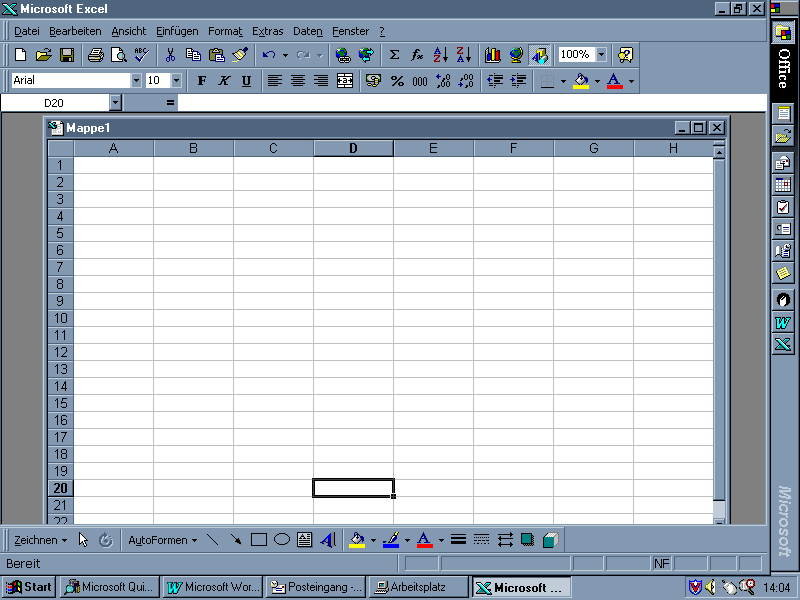 Microsoft Excel
Datei Bearbeiten Ansicht Einfügen Format Extras Daten Fenster ?
ABC Σ fx A Z Z A 100% ?
Arial 10 F K U % 000 A
D20 =
Mappe1
A B C D E F G H
1
2
3
4
5
6
7
8
9
10
11
12
13
14
15
16
17
18
19
20
21
22
Zeichnen AutoFormen A A
Bereit NF
Start Microsoft Qui... Microsoft Wor... Posteingang -... Arbeitsplatz Microsoft ... 14:04
Office
W
X
Microsoft